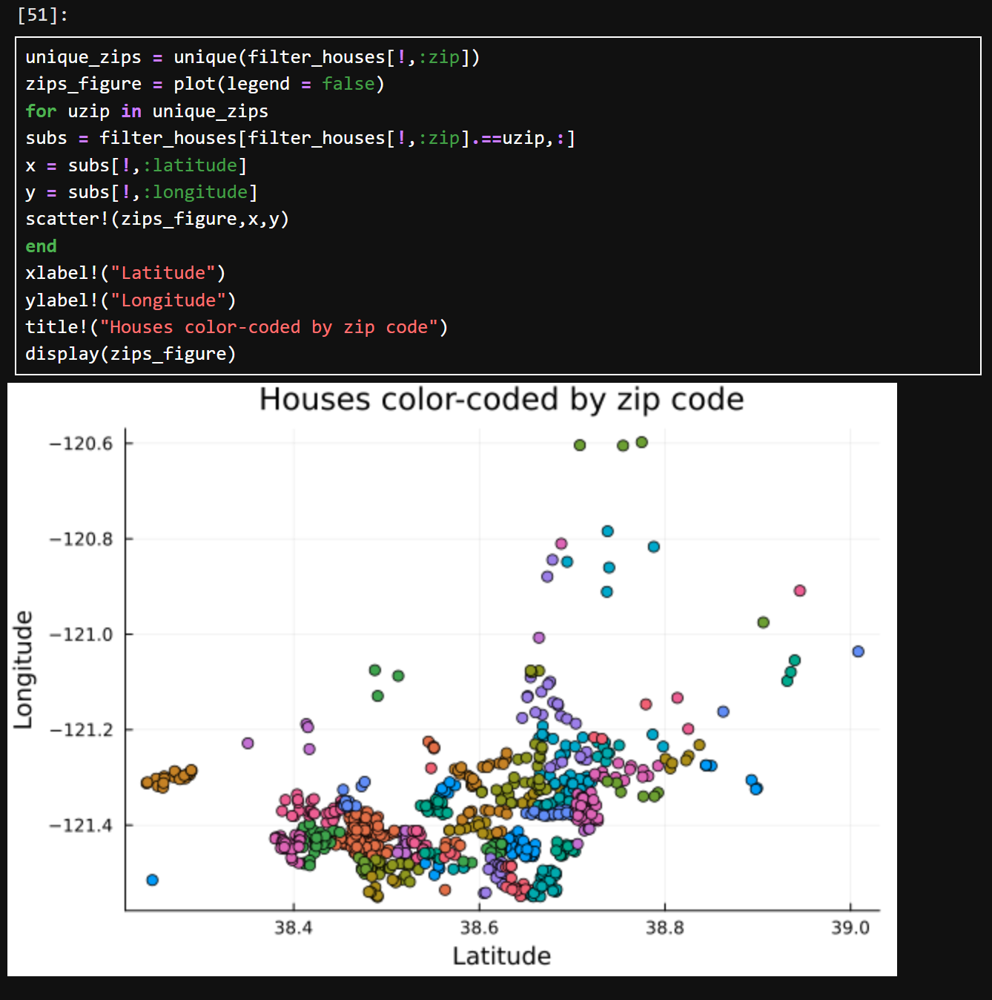 [51]:
unique_zips = unique(filter_houses[!,:zip])
zips_figure = plot(legend = false)
for uzip in unique_zips
subs = filter_houses[filter_houses[!,:zip].==uzip,:]
x = subs[!,:latitude]
y = subs[!,:longitude]
scatter!(zips_figure,x,y)
end
xlabel!("Latitude")
ylabel!("Longitude")
title!("Houses color-coded by zip code")
display(zips_figure)
Houses color-coded by zip code
−120.6
−120.8
−121.0
−121.2
−121.4
Longitude
38.4 38.6 38.8 39.0
Latitude